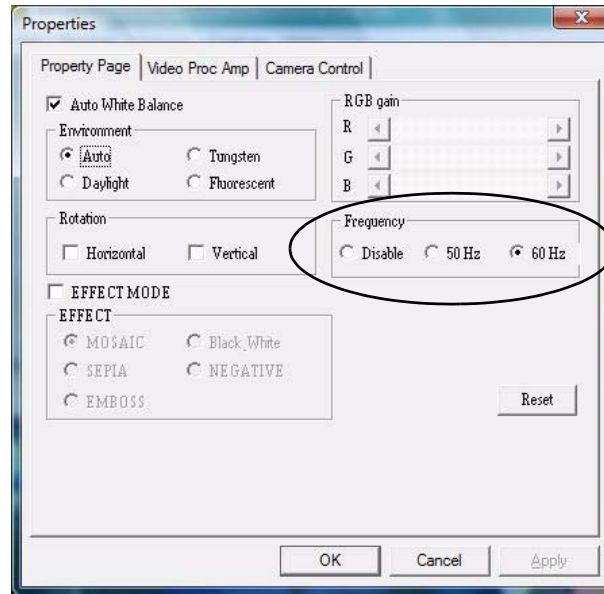 Properties
Property Page
Video Proc Amp
Camera Control
Auto White Balance
Environment
Auto
Tungsten
Daylight
Fluorescent
RGB gain
R
G
B
Rotation
Horizontal
Vertical
Frequency
Disable
50 Hz
60 Hz
EFFECT MODE
EFFECT
MOSAIC
Black_White
SEPIA
NEGATIVE
EMBOSS
Reset
OK
Cancel
Apply